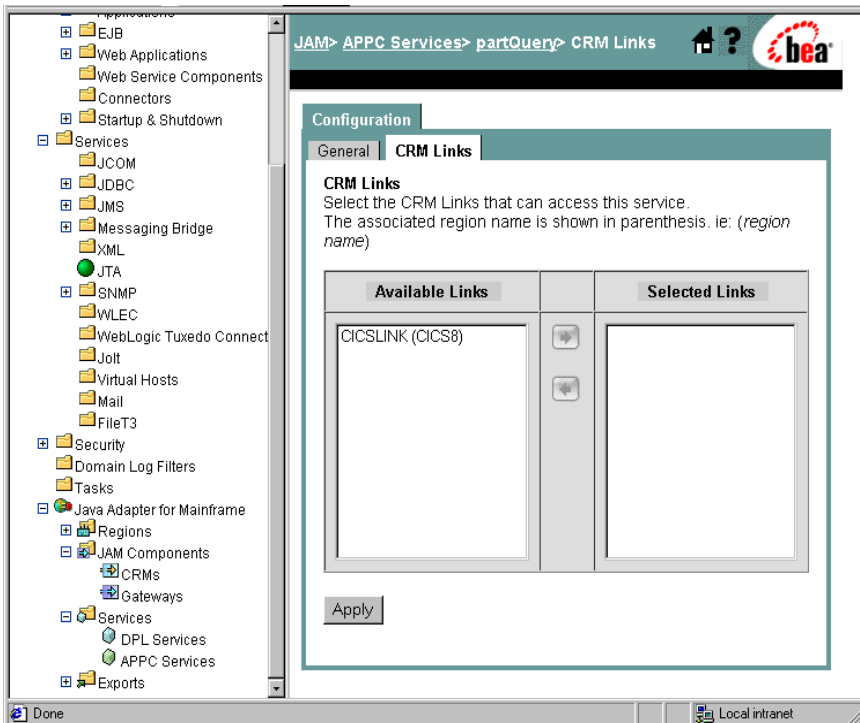 Applications
EJB
Web Applications
Web Service Components
Connectors
Startup & Shutdown
Services
JCOM
JDBC
JMS
Messaging Bridge
XML
JTA
SNMP
WLEC
WebLogic Tuxedo Connect
Jolt
Virtual Hosts
Mail
FileT3
Security
Domain Log Filters
Tasks
Java Adapter for Mainframe
Regions
JAM Components
CRMs
Gateways
Services
DPL Services
APPC Services
Exports
JAM> APPC Services> partQuery> CRM Links
?
bea
Configuration
General
CRM Links
CRM Links
Select the CRM Links that can access this service.
The associated region name is shown in parenthesis. ie: (region
name)
Available Links
Selected Links
CICSLINK (CICS8)
Apply
Done
Local intranet